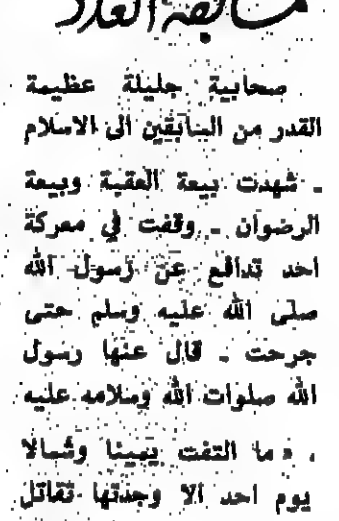 مسابقة العدد
صحابية جليلة عظيمة
القدر من السابقين الى الاسلام
ـ شهدت بيعة العقبة وبيعة
الرضوان ـ وقفت في معركة
احد تدافع عن رسول الله
صلى الله عليه وسلم حتى
جرحت ـ قال عنها رسول
الله صلوات الله وسلامه عليه
، « ما التفت يمينا وشمالا
يوم احد الا وجدتها تقاتل